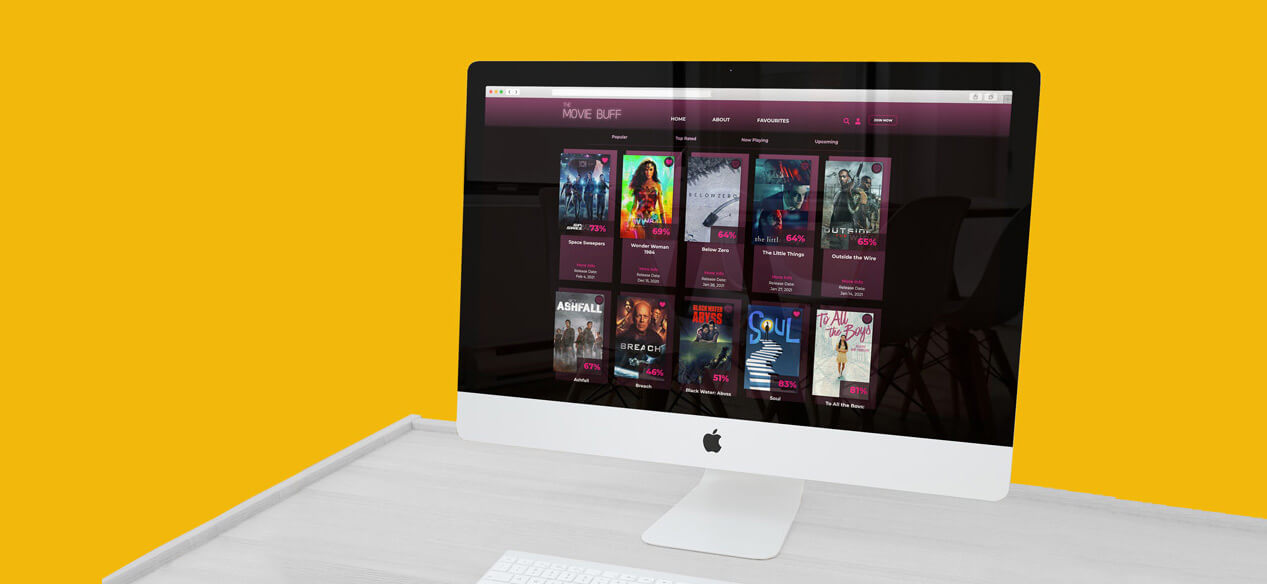 THE
MOVIE BUFF
HOME ABOUT FAVOURITES JOIN NOW
Popular Top Rated Now Playing Upcoming
BELOW ZERO
the littl
OUTSIDE
73% 69% 64% 64% 65%
Space Sweepers
Wonder Woman
1984
Below Zero
The Little Things
Outside the Wire
More Info
Release Date:
Feb 4, 2021
More Info
Release Date:
Dec 16, 2020
More Info
Release Date:
Jan 28, 2021
More Info
Release Date:
Jan 27, 2021
More Info
Release Date:
Jan 14, 2021
ASHFALL
BREACH
BLACK WATER
ABYSS
SOUL
To All
the Boys
67% 46% 51% 83% 81%
Ashfall
Breach
Black Water: Abyss
Soul
To All the Boys: